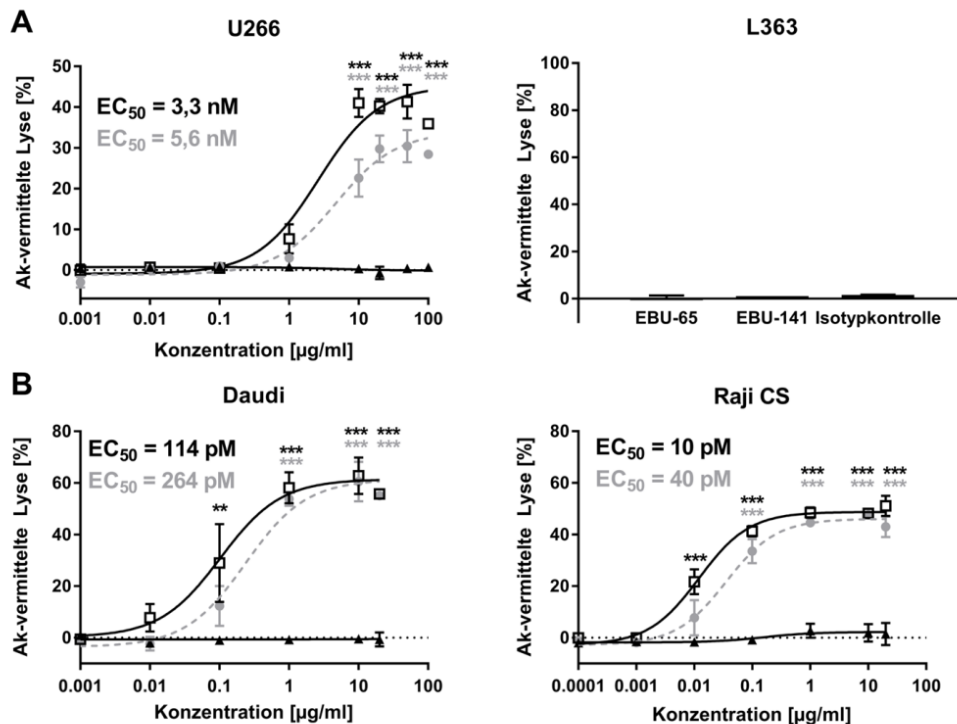 A
U266
Ak-vermittelte Lyse [%]
50
40
30
20
10
0
EC50 = 3,3 nM
EC50 = 5,6 nM
*** *** *** ***
*** *** *** ***
0.001 0.01 0.1 1 10 100
Konzentration [µg/ml]
L363
Ak-vermittelte Lyse [%]
100
80
60
40
20
0
EBU-65 EBU-141 Isotypkontrolle
B
Daudi
Ak-vermittelte Lyse [%]
80
60
40
20
0
EC50 = 114 pM
EC50 = 264 pM
** *** *** ***
*** *** ***
0.001 0.01 0.1 1 10 100
Konzentration [µg/ml]
Raji CS
Ak-vermittelte Lyse [%]
80
60
40
20
0
EC50 = 10 pM
EC50 = 40 pM
*** *** *** *** ***
*** *** *** ***
0.0001 0.001 0.01 0.1 1 10 100
Konzentration [µg/ml]